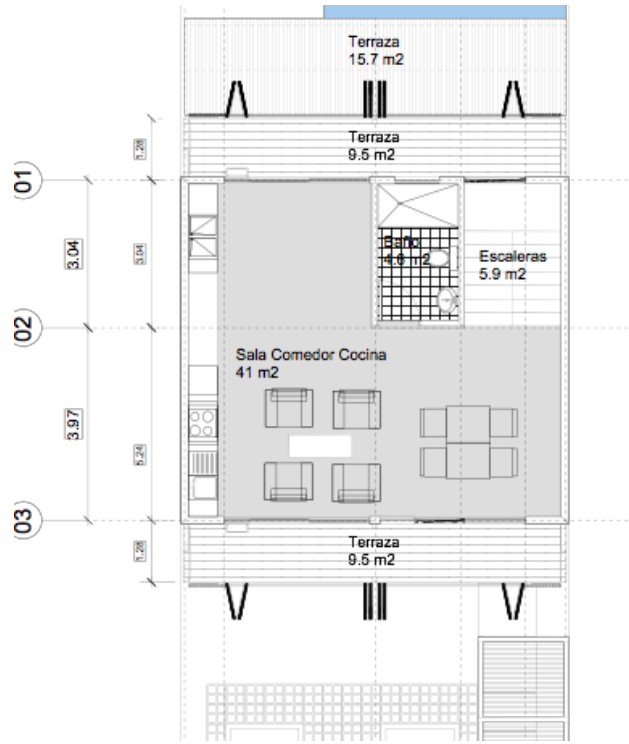 Terraza
15.7 m2
Terraza
9.5 m2
1.28
01
3.04
3.04
Baño
4.6 m2
Escaleras
5.9 m2
02
Sala Comedor Cocina
41 m2
3.97
5.24
03
Terraza
9.5 m2
1.28